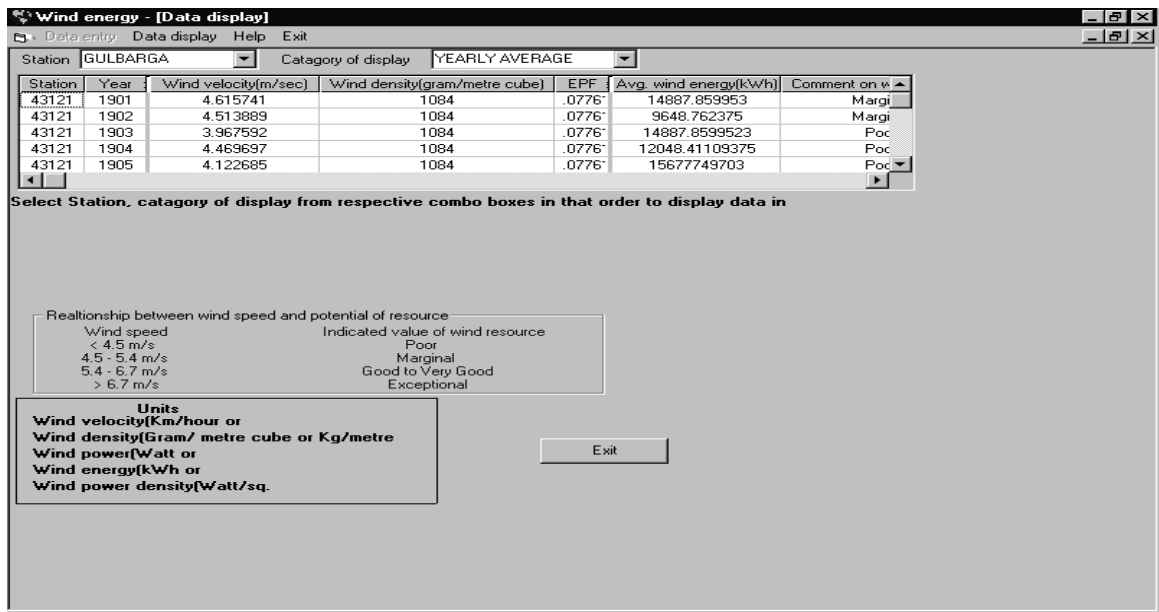 Wind energy - [Data display]
Data entry Data display Help Exit
Station GULBARGA Catagory of display YEARLY AVERAGE
Station Year Wind velocity(m/sec) Wind density(gram/metre cube) EPF Avg. wind energy(kWh) Comment on w
43121 1901 4.615741 1084 .0776 14887.859953 Margi
43121 1902 4.513889 1084 .0776 9648.762375 Margi
43121 1903 3.967592 1084 .0776 14887.8599523 Poo
43121 1904 4.469697 1084 .0776 12048.41109375 Poo
43121 1905 4.122685 1084 .0776 15677749703 Poo
Select Station, catagory of display from respective combo boxes in that order to display data in
Realtionship between wind speed and potential of resource
Wind speed Indicated value of wind resource
< 4.5 m/s Poor
4.5 - 5.4 m/s Marginal
5.4 - 6.7 m/s Good to Very Good
> 6.7 m/s Exceptional
Units
Wind velocity(Km/hour or
Wind density(Gram/ metre cube or Kg/metre
Wind power(Watt or
Wind energy(kWh or
Wind power density(Watt/sq.
Exit